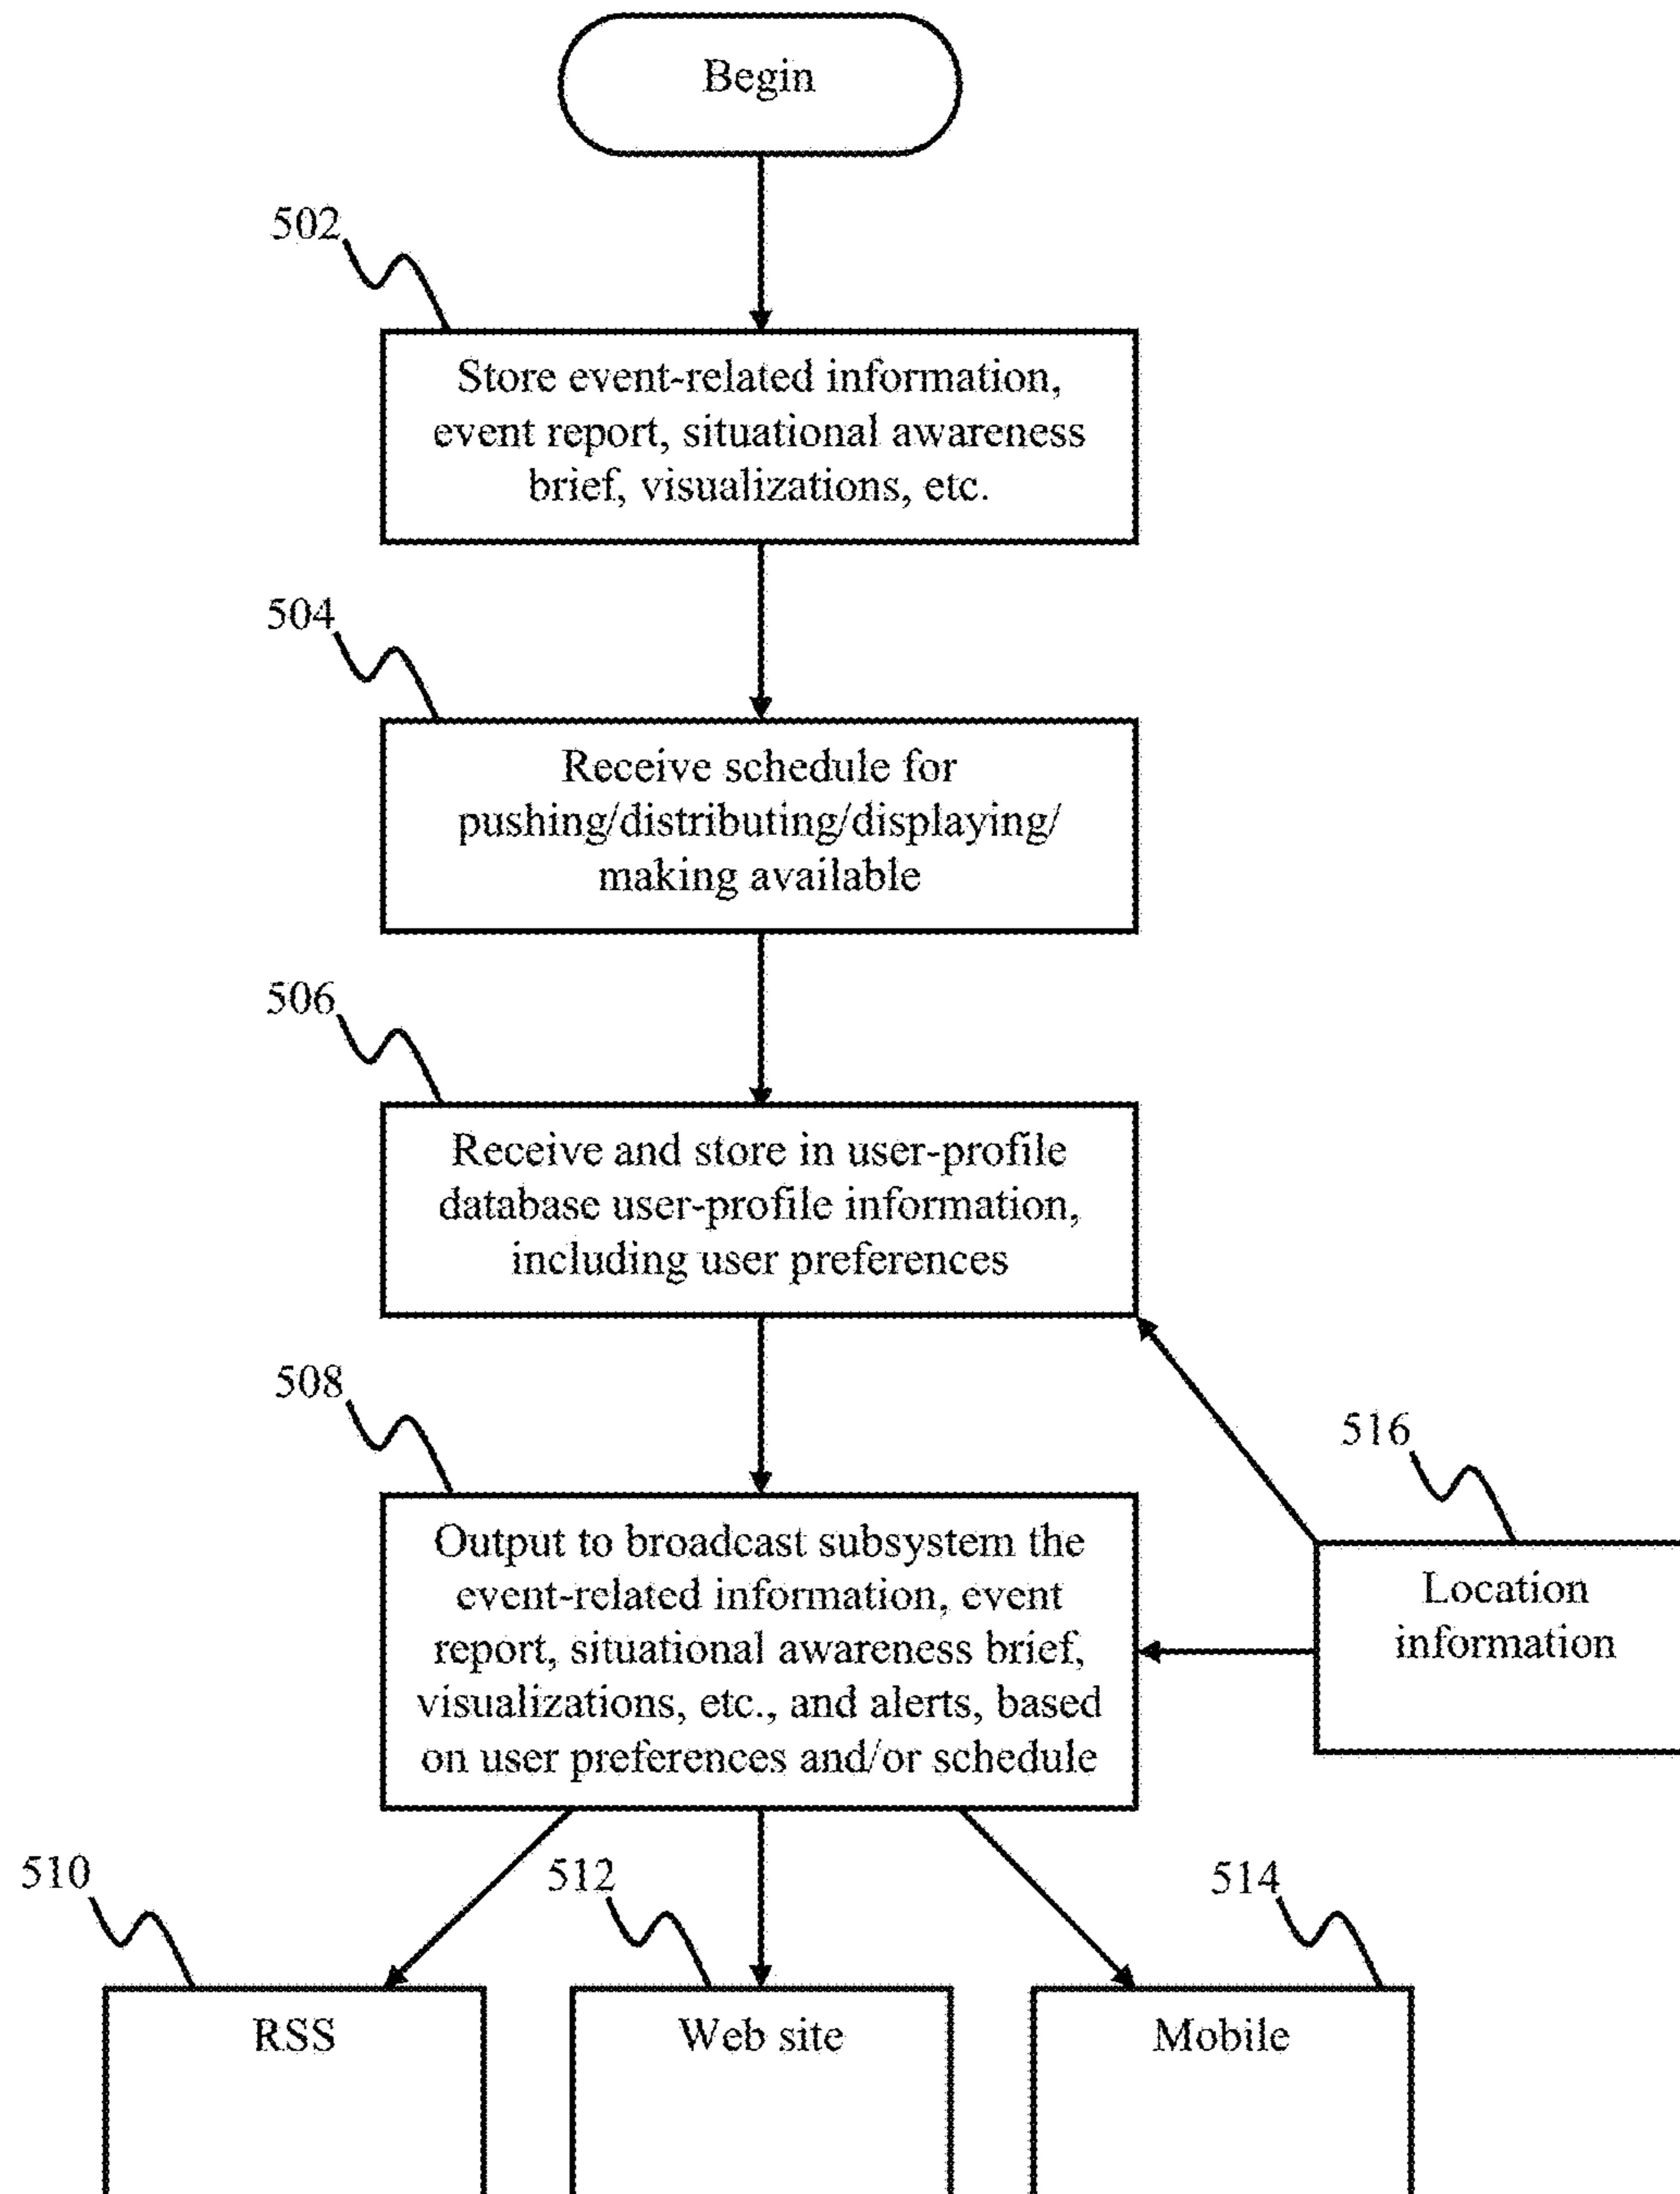 Begin
502
Store event-related information,
event report, situational awareness
brief, visualizations, etc.
504
Receive schedule for
pushing/distributing/displaying/
making available
506
Receive and store in user-profile
database user-profile information,
including user preferences
508
Output to broadcast subsystem the
event-related information, event
report, situational awareness brief,
visualizations, etc., and alerts, based
on user preferences and/or schedule
516
Location
information
510
RSS
512
Web site
514
Mobile